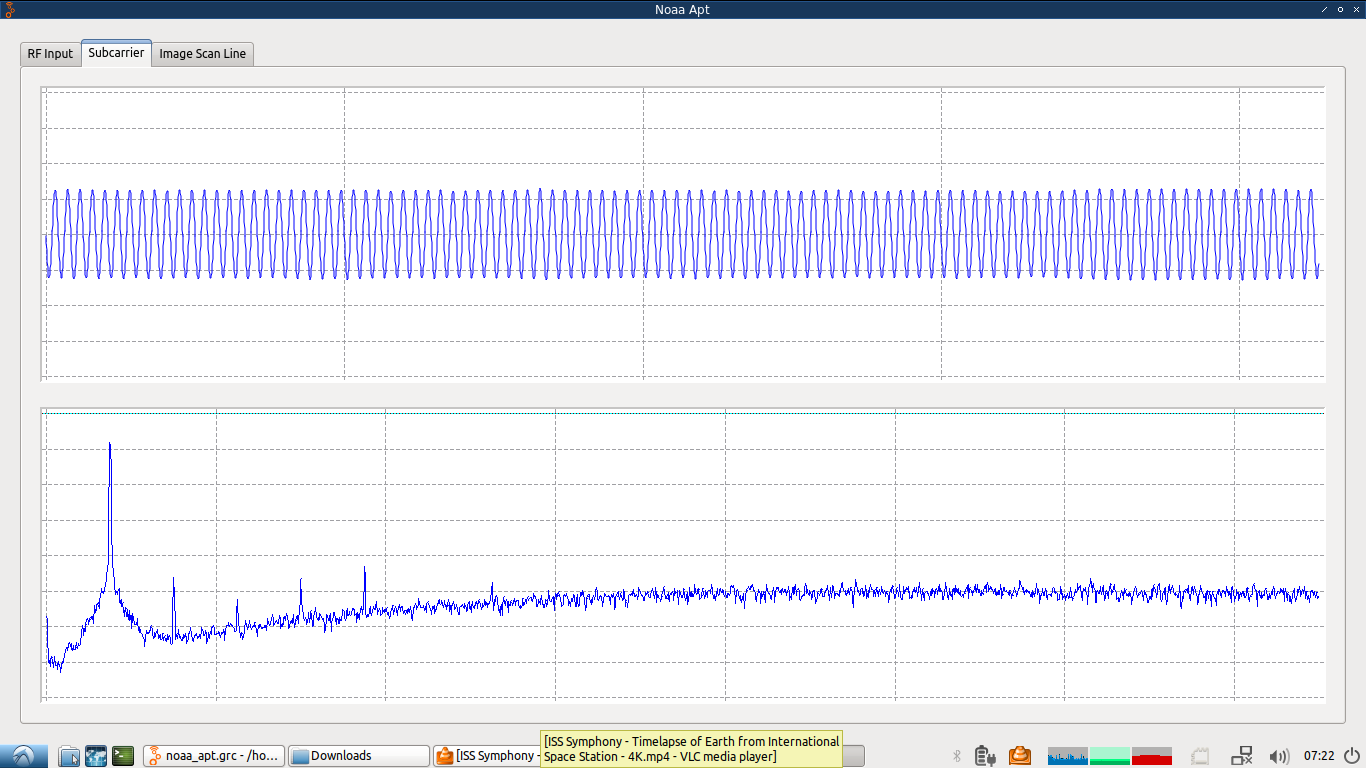 Noaa Apt
RF Input
Subcarrier
Image Scan Line
noaa_apt.grc - /ho...
Downloads
[ISS Symphony -
[ISS Symphony - Timelapse of Earth from International
Space Station - 4K.mp4 - VLC media player]
07:22